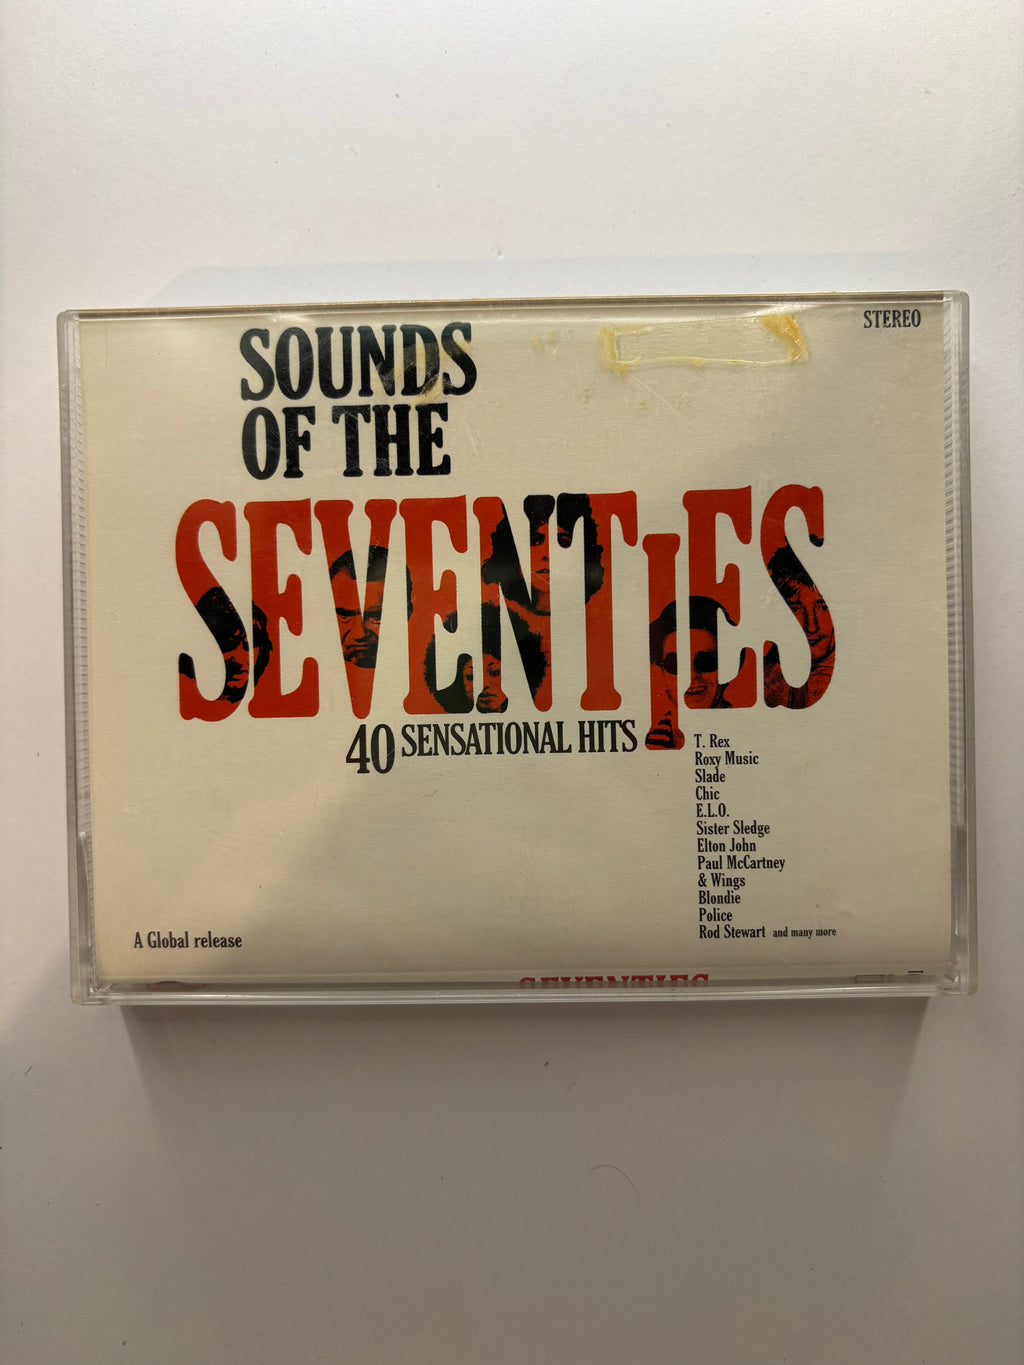 STEREO
SOUNDS
OF THE
SEVENTIES
40 SENSATIONAL HITS
T. Rex
Roxy Music
Slade
Chic
E.L.O.
Sister Sledge
Elton John
Paul McCartney
& Wings
Blondie
Police
Rod Stewart and many more
A Global release
SEVENTIES